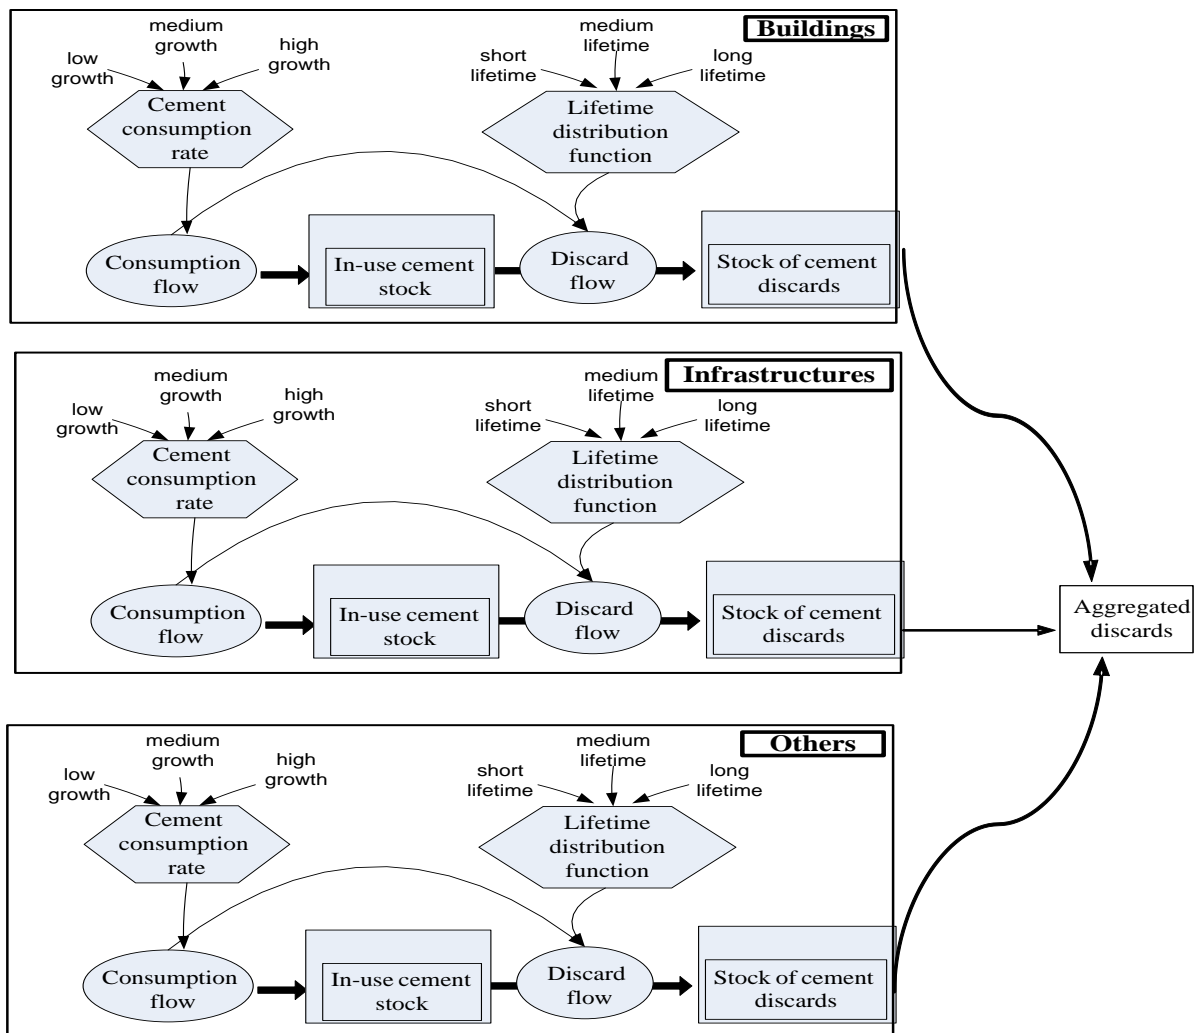 Buildings
low
growth
medium
growth
high
growth
short
lifetime
medium
lifetime
long
lifetime
Cement
consumption
rate
Lifetime
distribution
function
Consumption
flow
In-use cement
stock
Discard
flow
Stock of cement
discards
Infrastructures
low
growth
medium
growth
high
growth
short
lifetime
medium
lifetime
long
lifetime
Cement
consumption
rate
Lifetime
distribution
function
Consumption
flow
In-use cement
stock
Discard
flow
Stock of cement
discards
Aggregated
discards
Others
low
growth
medium
growth
high
growth
short
lifetime
medium
lifetime
long
lifetime
Cement
consumption
rate
Lifetime
distribution
function
Consumption
flow
In-use cement
stock
Discard
flow
Stock of cement
discards